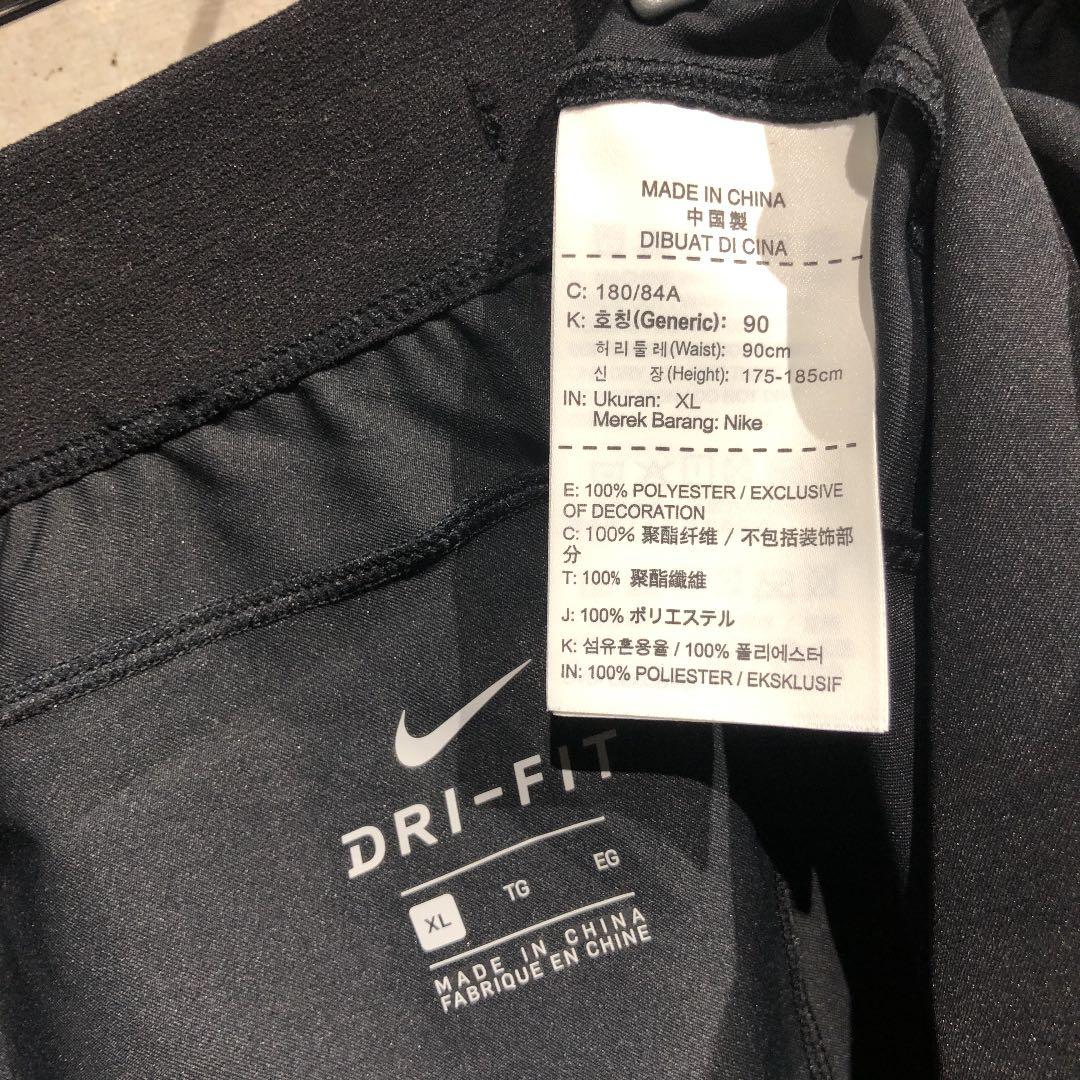 MADE IN CHINA
中国製
DIBUAT DI CINA
C: 180/84A
K: 호칭(Generic): 90
허리둘레(Waist): 90cm
신 장(Height): 175-185cm
IN: Ukuran: XL
Merek Barang: Nike
E: 100% POLYESTER / EXCLUSIVE
OF DECORATION
C: 100% 聚酯纤维 / 不包括装饰部
分
T: 100% 聚酯纖維
J: 100% ポリエステル
K: 섬유혼용율 / 100% 폴리에스터
IN: 100% POLIESTER / EKSKLUSIF
DRI-FIT
XL TG EG
MADE IN CHINA
FABRIQUE EN CHINE